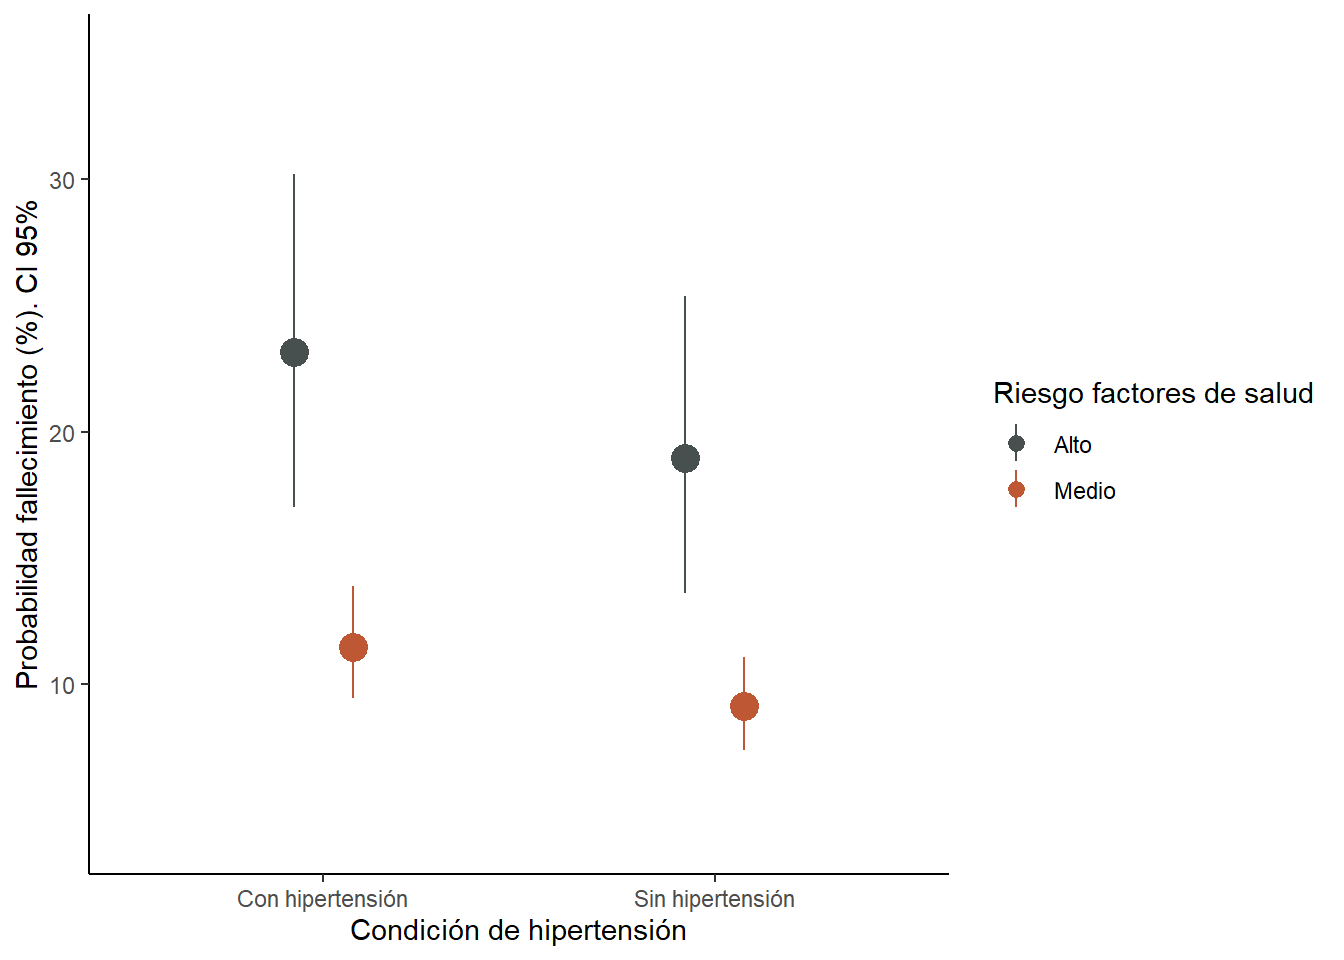 Probabilidad fallecimiento (%). CI 95%
30
20
10
Con hipertensión
Sin hipertensión
Condición de hipertensión
Riesgo factores de salud
Alto
Medio